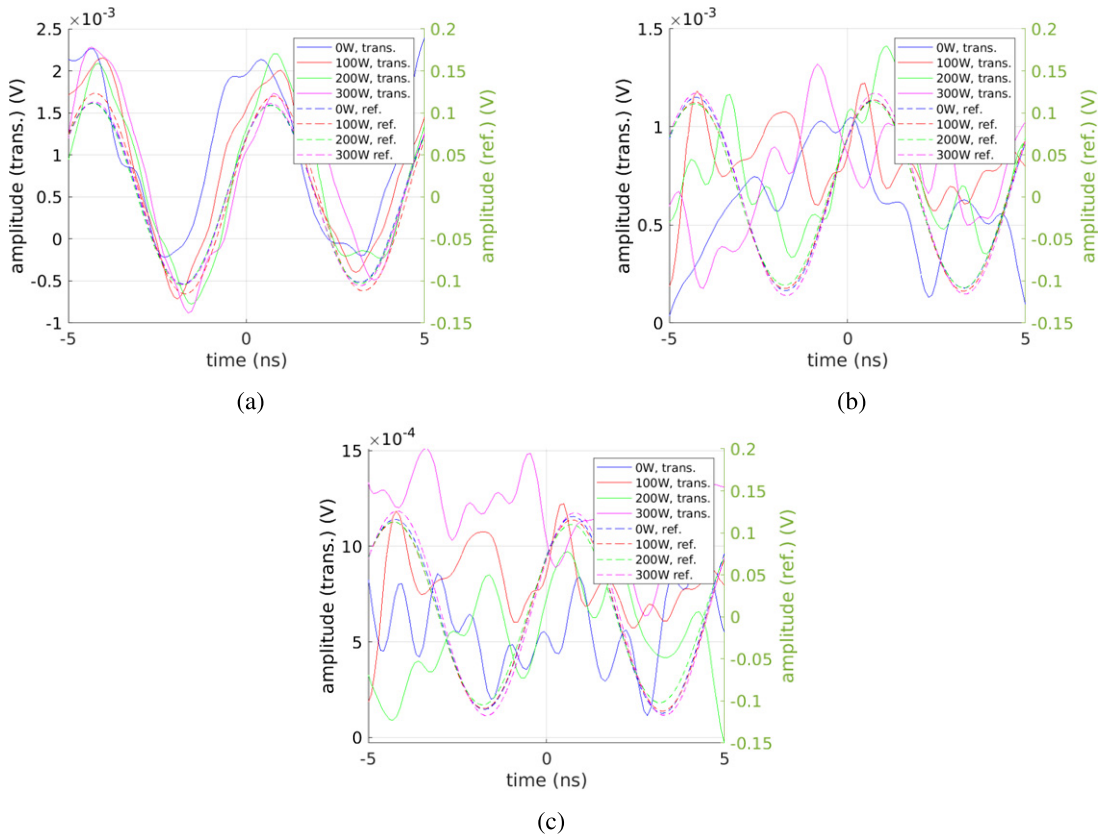 ×10⁻³
2.5
2
1.5
1
0.5
0
-0.5
-1
amplitude (trans.) (V)
-5
0
5
time (ns)
0.2
0.15
0.1
0.05
0
-0.05
-0.1
-0.15
amplitude (ref.) (V)
0W, trans.
100W, trans.
200W, trans.
300W, trans.
0W, ref.
100W, ref.
200W, ref.
300W ref.
(a)
×10⁻³
1.5
1
0.5
0
amplitude (trans.) (V)
-5
0
5
time (ns)
0.2
0.15
0.1
0.05
0
-0.05
-0.1
-0.15
amplitude (ref.) (V)
0W, trans.
100W, trans.
200W, trans.
300W, trans.
0W, ref.
100W, ref.
200W, ref.
300W ref.
(b)
×10⁻⁴
15
10
5
0
amplitude (trans.) (V)
-5
0
5
time (ns)
0.2
0.15
0.1
0.05
0
-0.05
-0.1
-0.15
amplitude (ref.) (V)
0W, trans.
100W, trans.
200W, trans.
300W, trans.
0W, ref.
100W, ref.
200W, ref.
300W ref.
(c)